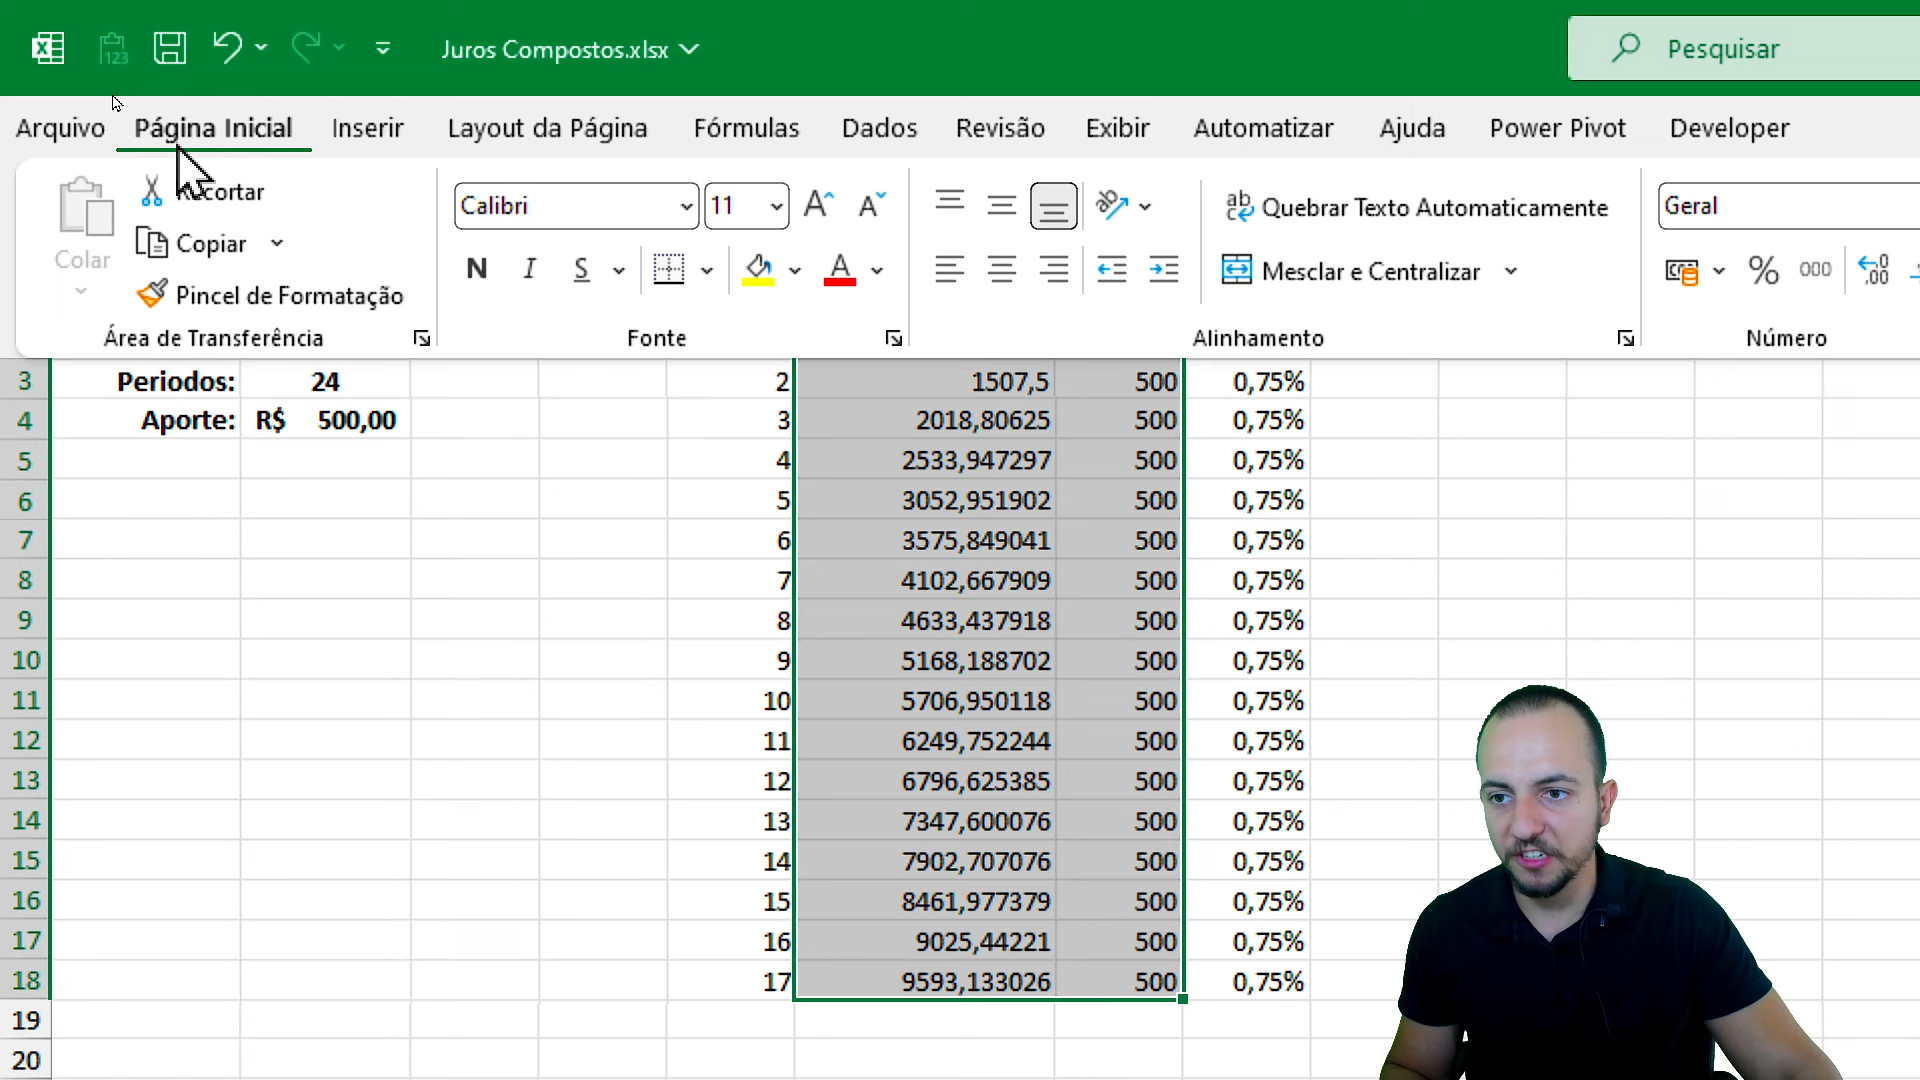 123 Juros Compostos.xlsx Pesquisar
Arquivo Página Inicial Inserir Layout da Página Fórmulas Dados Revisão Exibir Automatizar Ajuda Power Pivot Developer
Recortar Calibri 11 Quebrar Texto Automaticamente Geral
Colar Copiar N I S A Mesclar e Centralizar % 000
Pincel de Formatação
Área de Transferência Fonte Alinhamento Número
3 Periodos: 24 2 1507,5 500 0,75%
4 Aporte: R$ 500,00 3 2018,80625 500 0,75%
5 4 2533,947297 500 0,75%
6 5 3052,951902 500 0,75%
7 6 3575,849041 500 0,75%
8 7 4102,667909 500 0,75%
9 8 4633,437918 500 0,75%
10 9 5168,188702 500 0,75%
11 10 5706,950118 500 0,75%
12 11 6249,752244 500 0,75%
13 12 6796,625385 500 0,75%
14 13 7347,600076 500 0,75%
15 14 7902,707076 500 0,75%
16 15 8461,977379 500 0,75%
17 16 9025,44221 500 0,75%
18 17 9593,133026 500 0,75%
19
20